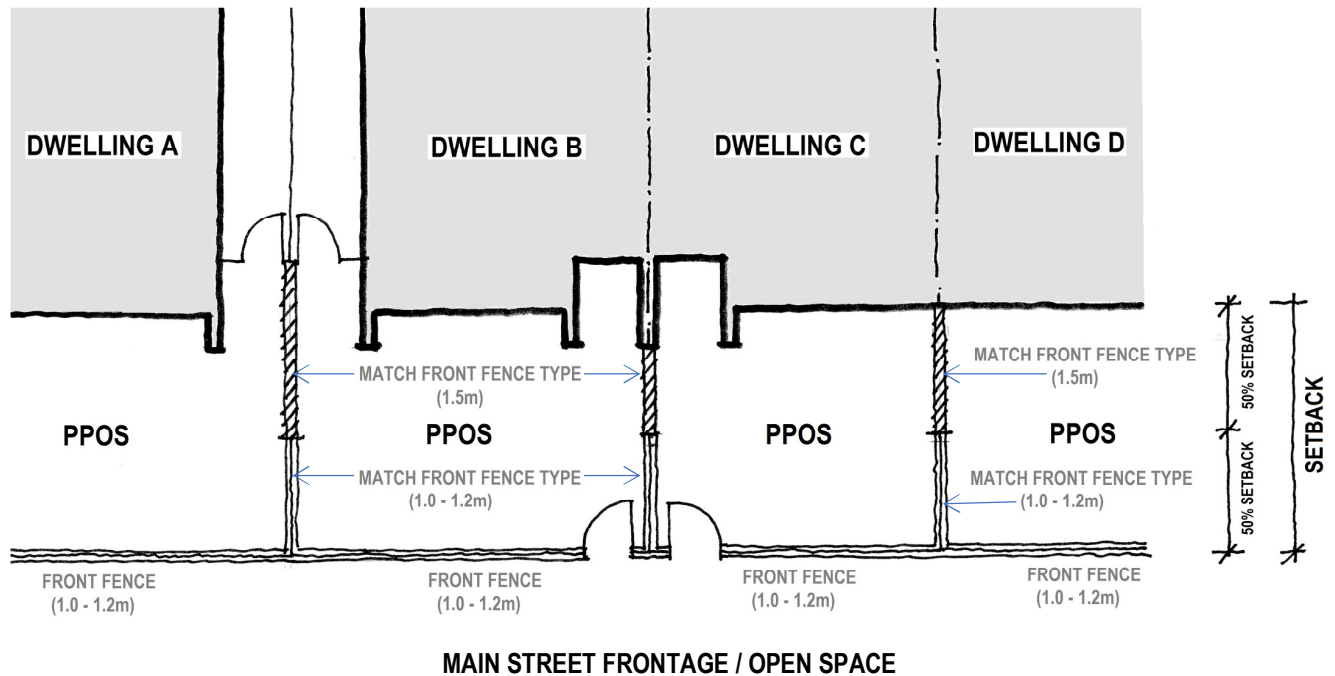 DWELLING A
DWELLING B
DWELLING C
DWELLING D
MATCH FRONT FENCE TYPE
(1.5m)
MATCH FRONT FENCE TYPE
(1.5m)
50% SETBACK
SETBACK
PPOS
PPOS
PPOS
PPOS
MATCH FRONT FENCE TYPE
(1.0 - 1.2m)
MATCH FRONT FENCE TYPE
(1.0 - 1.2m)
50% SETBACK
FRONT FENCE
(1.0 - 1.2m)
FRONT FENCE
(1.0 - 1.2m)
FRONT FENCE
(1.0 - 1.2m)
FRONT FENCE
(1.0 - 1.2m)
MAIN STREET FRONTAGE / OPEN SPACE